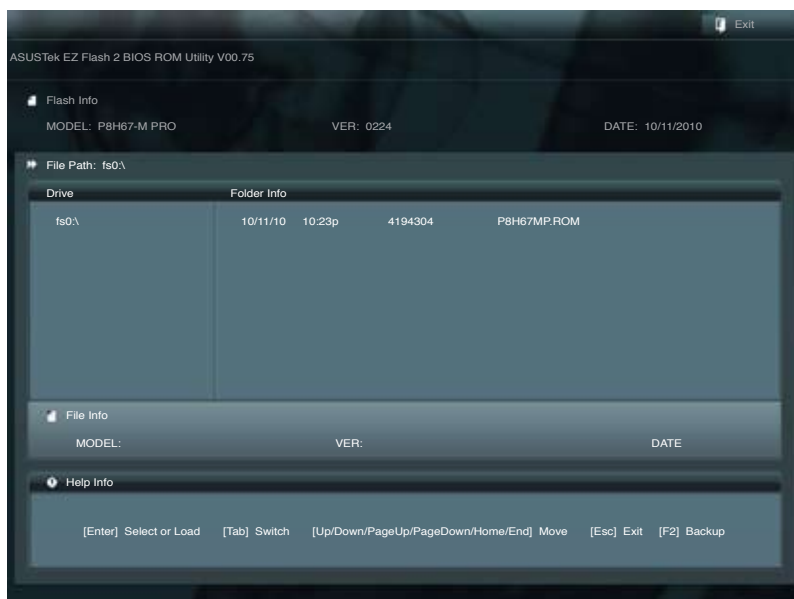 Exit
ASUSTek EZ Flash 2 BIOS ROM Utility V00.75
Flash Info
MODEL: P8H67-M PRO VER: 0224 DATE: 10/11/2010
File Path: fs0:\
Drive Folder Info
fs0:\ 10/11/10 10:23p 4194304 P8H67MP.ROM
File Info
MODEL: VER: DATE
Help Info
[Enter] Select or Load [Tab] Switch [Up/Down/PageUp/PageDown/Home/End] Move [Esc] Exit [F2] Backup